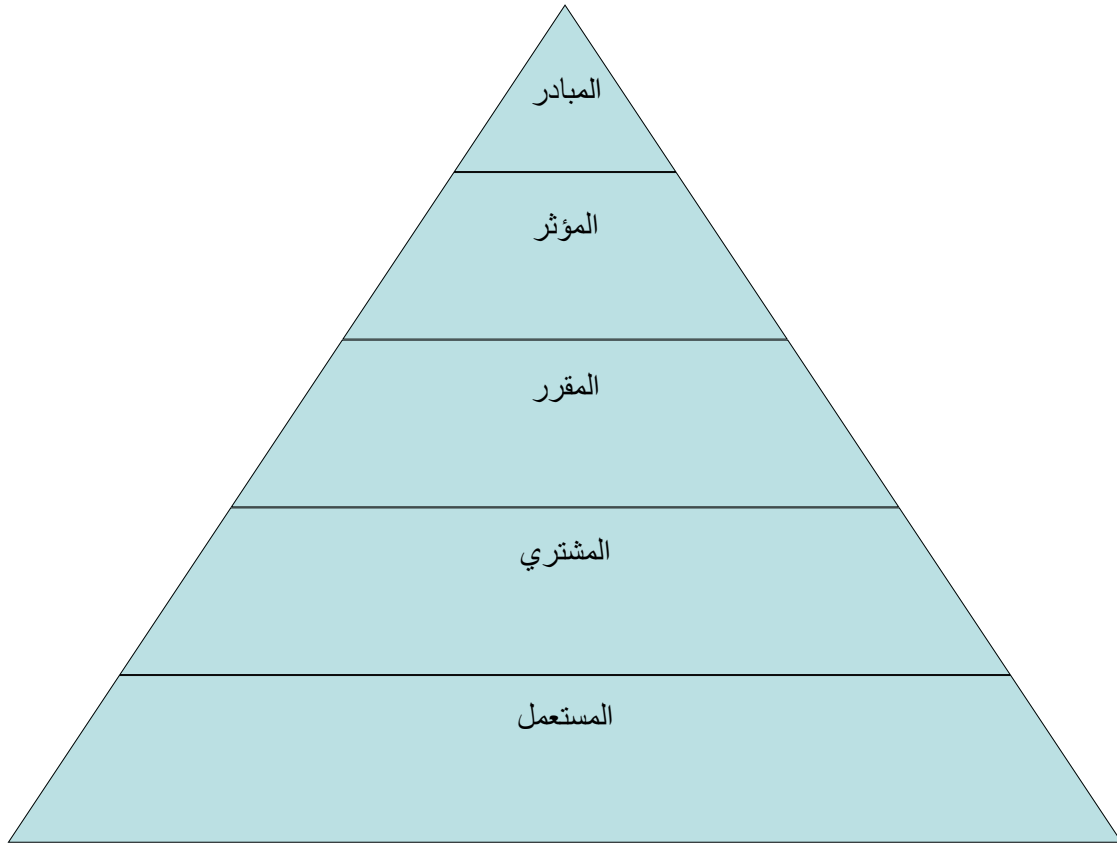 المبادر
المؤثر
المقرر
المشتري
المستعمل